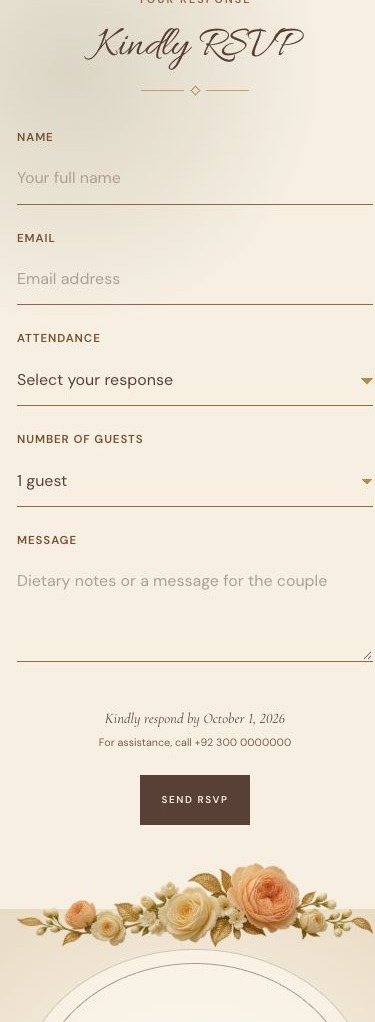 YOUR RESPONSE
Kindly RSVP
NAME
Your full name
EMAIL
Email address
ATTENDANCE
Select your response
NUMBER OF GUESTS
1 guest
MESSAGE
Dietary notes or a message for the couple
Kindly respond by October 1, 2026
For assistance, call +92 300 0000000
SEND RSVP